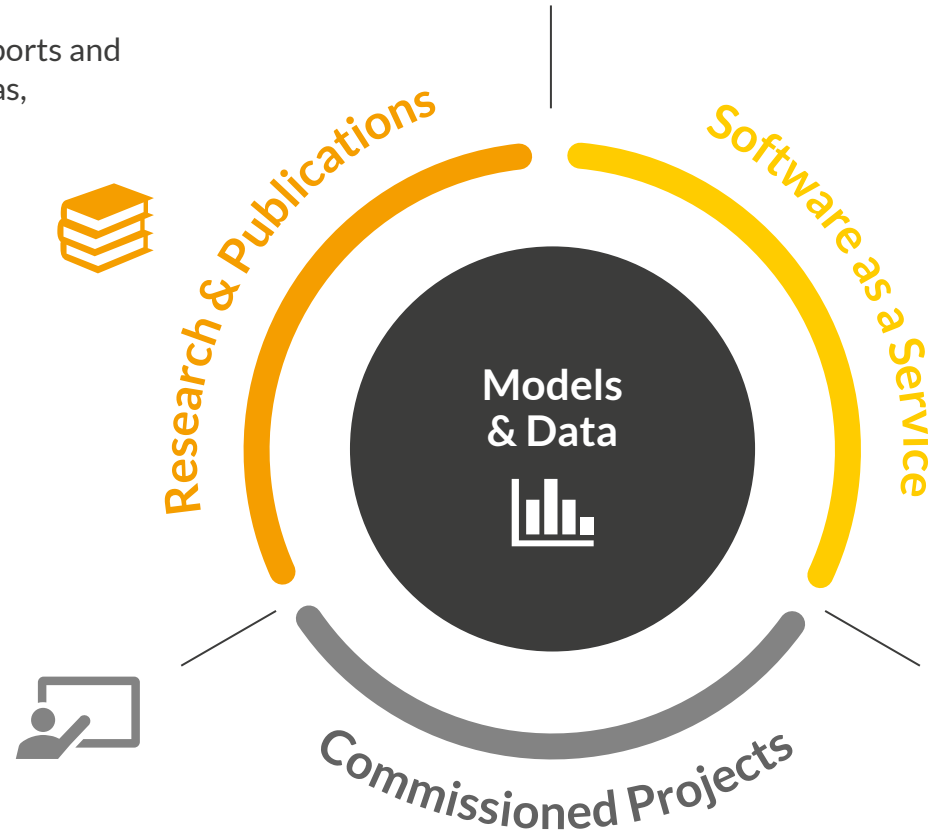 ports and
as,
Research & Publications
Software as a Service
Models
& Data
Commissioned Projects